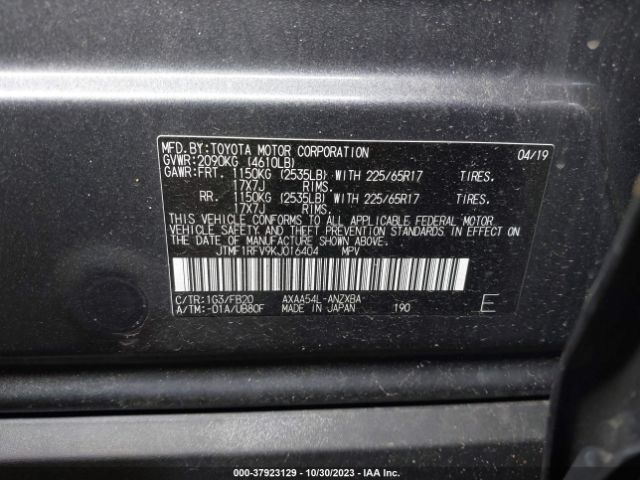 MFD.BY:TOYOTA MOTOR CORPORATION 04/19
GVWR:2090KG (4610LB)
GAWR:FRT. 1150KG (2535LB) WITH 225/65R17 TIRES,
17X7J RIMS,
RR. 1150KG (2535LB) WITH 225/65R17 TIRES,
17X7J RIMS,
THIS VEHICLE CONFORMS TO ALL APPLICABLE FEDERAL MOTOR
VEHICLE SAFETY AND THEFT PREVENTION STANDARDS IN EFFECT
ON THE DATE OF MANUFACTURE SHOWN ABOVE.
JTMF1RFV9KJ016404 MPV
C/TR:1G3/FB20 AXAA54L-ANZXBA E
A/TM:-01A/UB80F MADE IN JAPAN 190
000-37923129 - 10/30/2023 - IAA Inc.